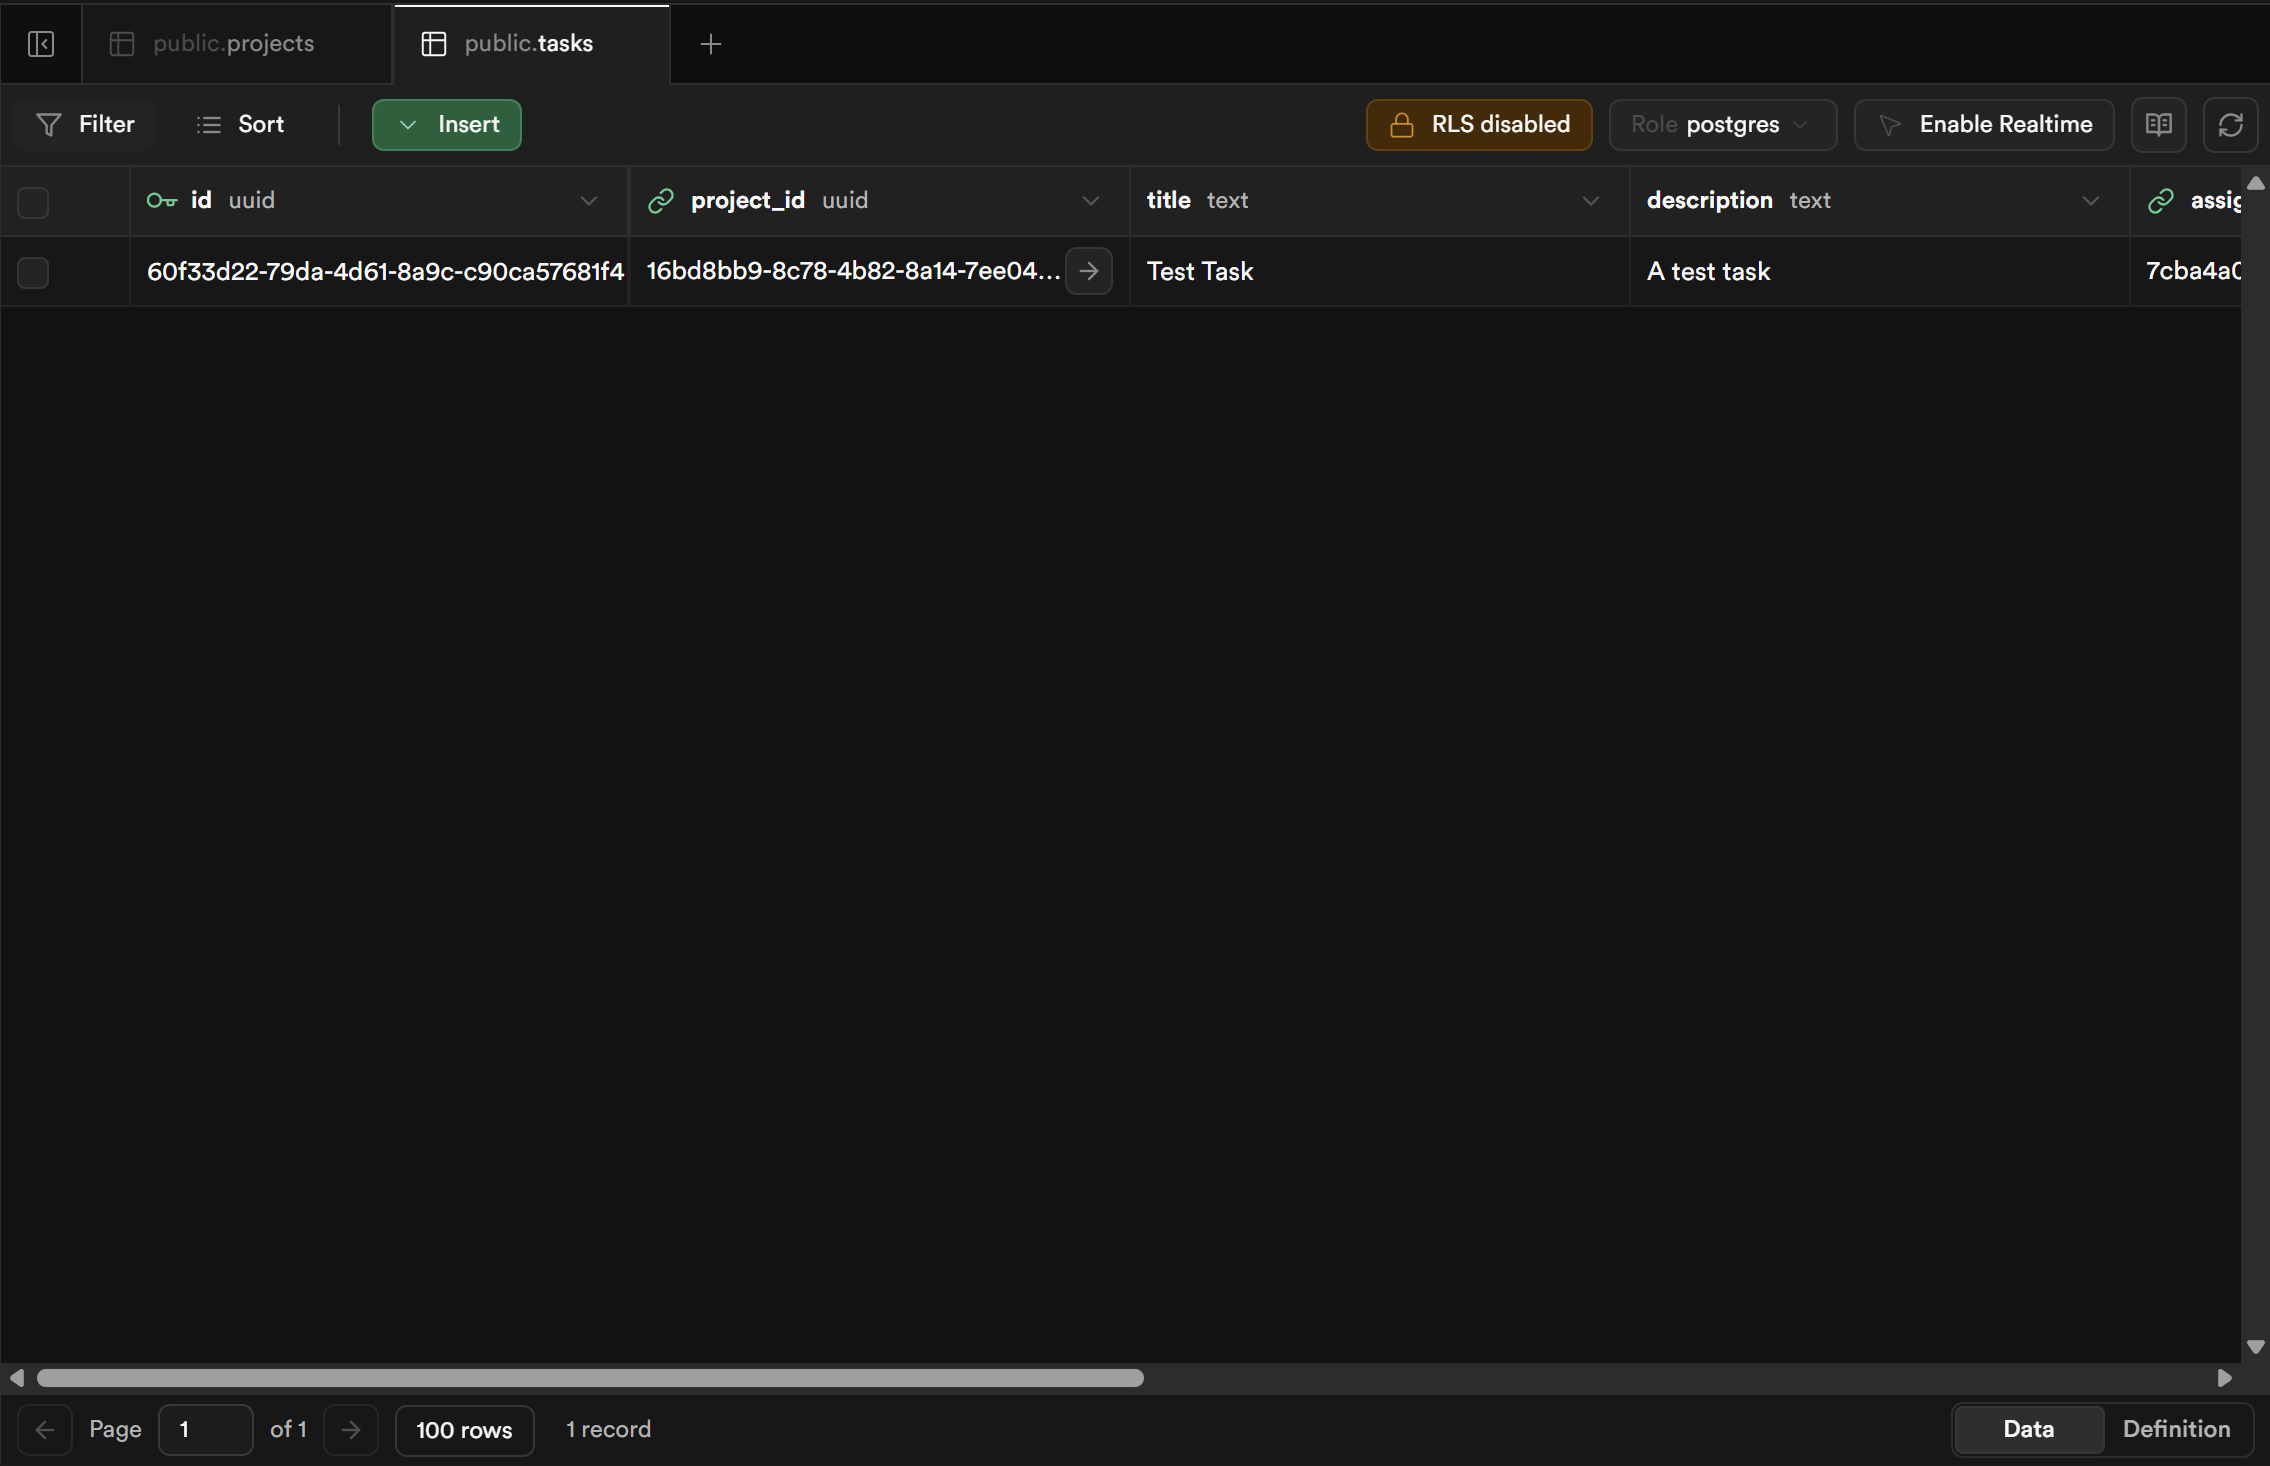 public.projects public.tasks
Filter Sort Insert RLS disabled Role postgres Enable Realtime
id uuid project_id uuid title text description text assig
60f33d22-79da-4d61-8a9c-c90ca57681f4 16bd8bb9-8c78-4b82-8a14-7ee04... Test Task A test task 7cba4a0
Page 1 of 1 100 rows 1 record Data Definition